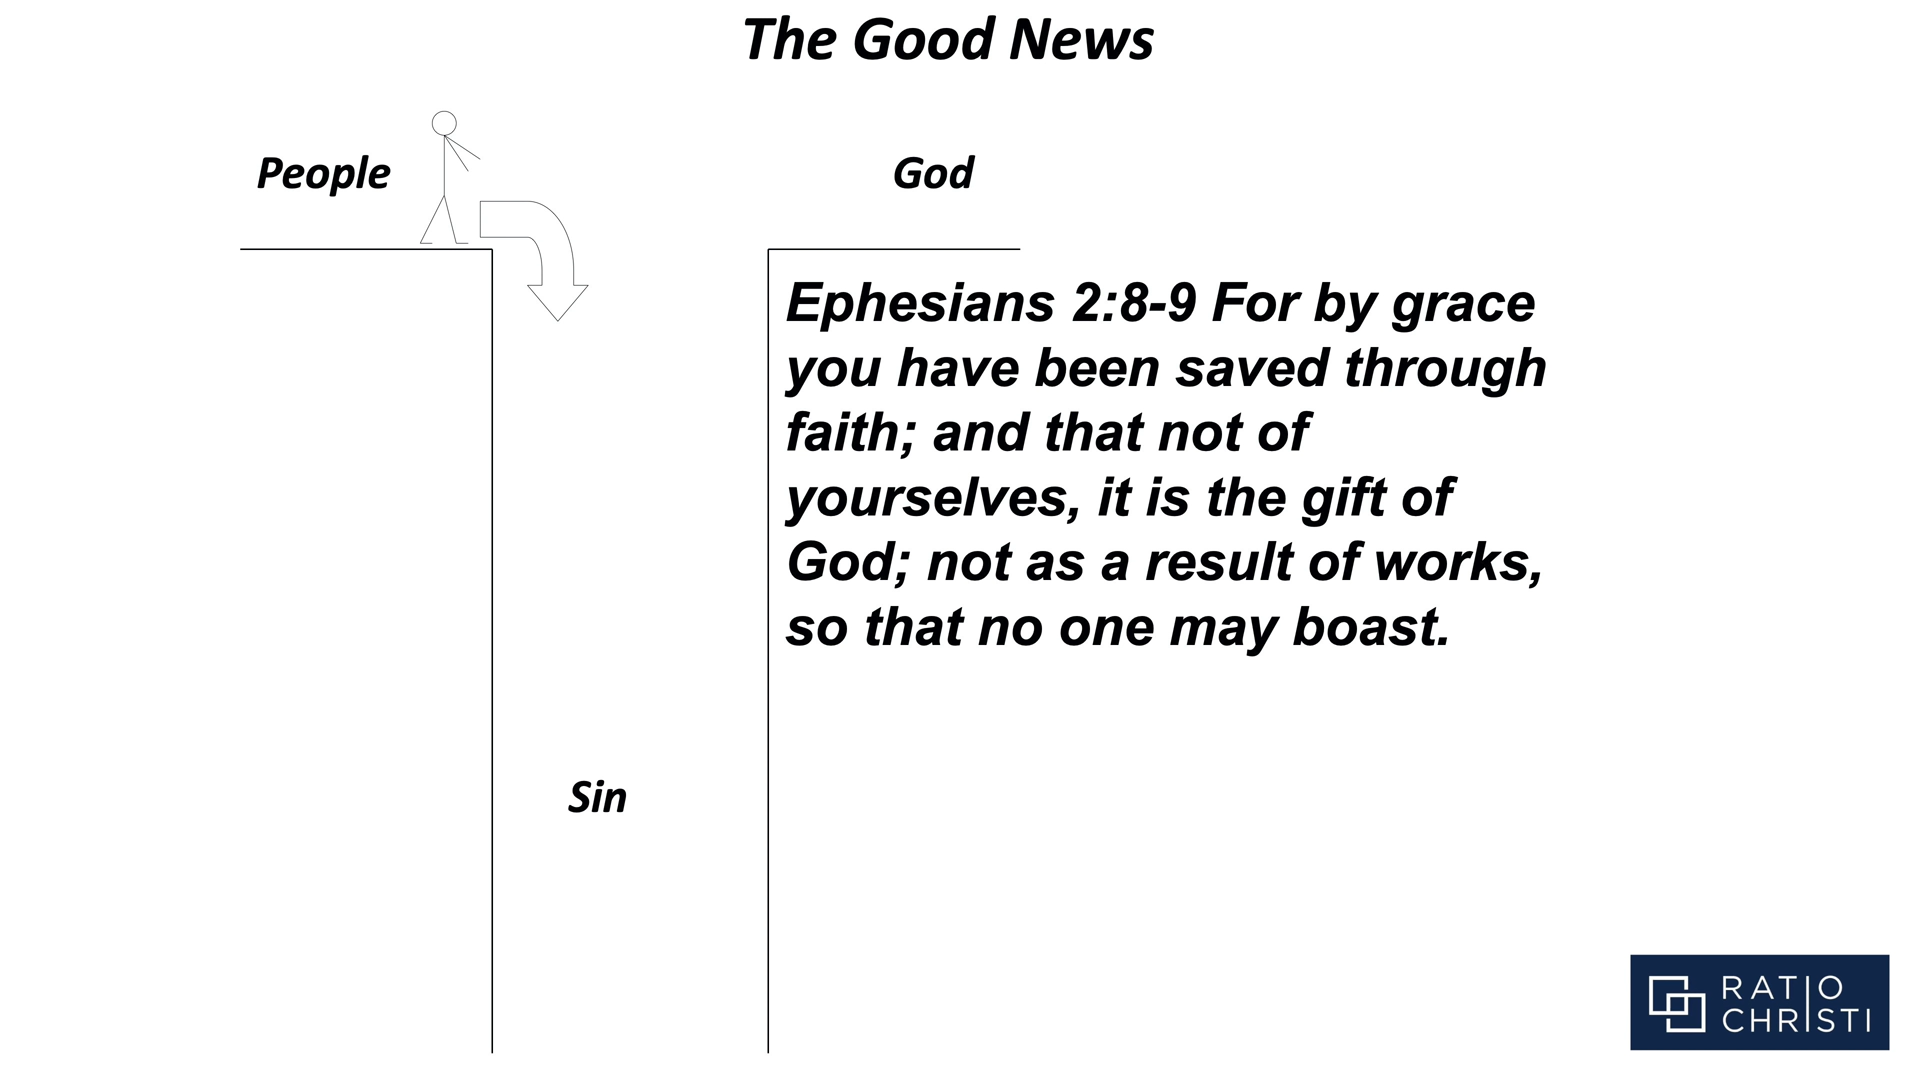 The Good News
People
God
Ephesians 2:8-9 For by grace
you have been saved through
faith; and that not of
yourselves, it is the gift of
God; not as a result of works,
so that no one may boast.
Sin
RATIO
CHRISTI